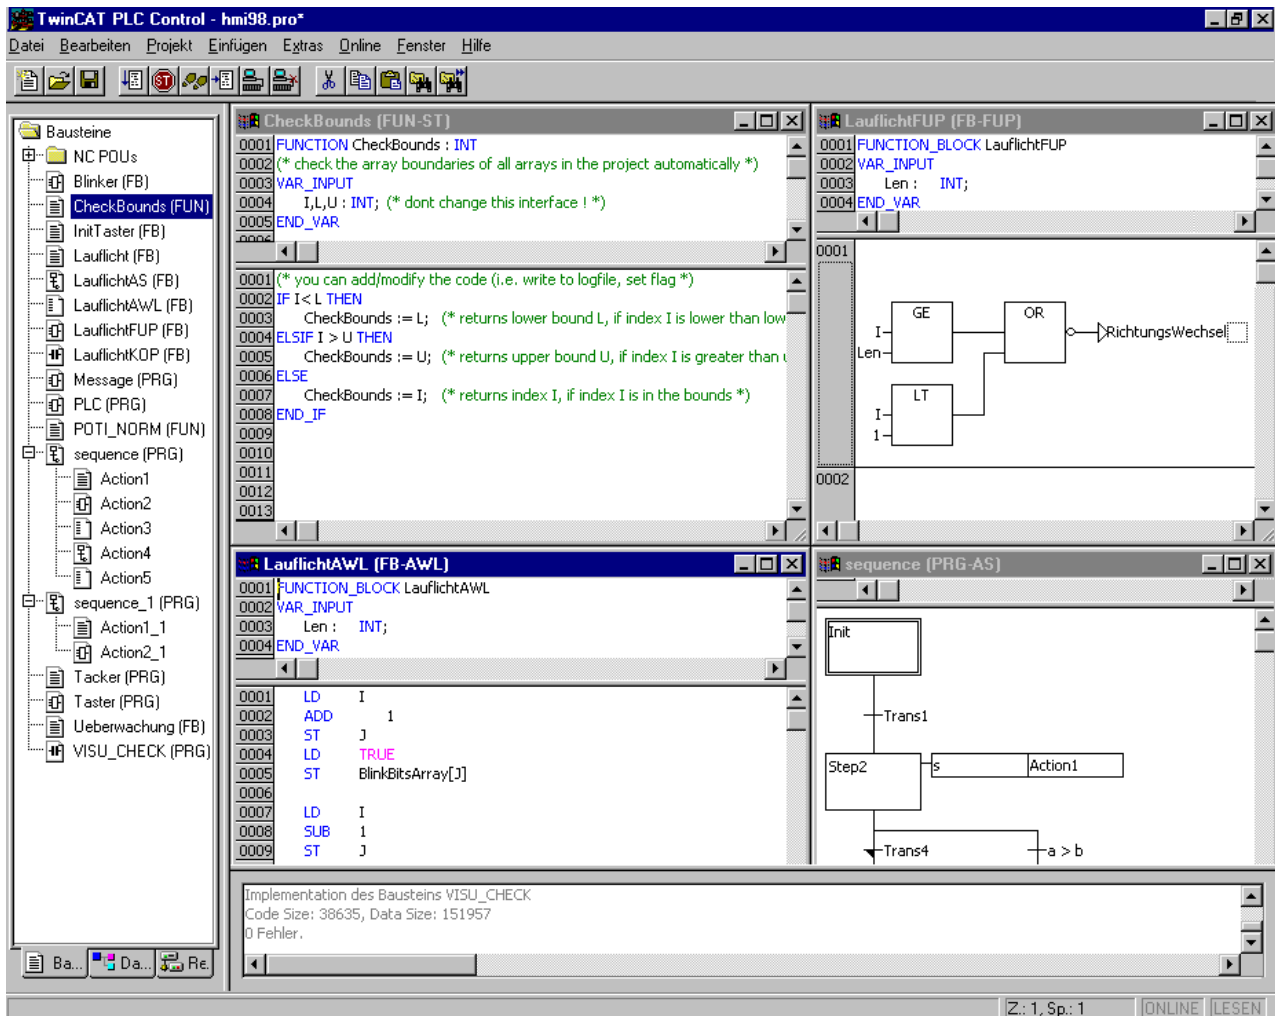 TwinCAT PLC Control - hmi98.pro*
Datei Bearbeiten Projekt Einfügen Extras Online Fenster Hilfe
Bausteine
NC POUs
Blinker (FB)
CheckBounds (FUN)
InitTaster (FB)
Lauflicht (FB)
LauflichtAS (FB)
LauflichtAWL (FB)
LauflichtFUP (FB)
LauflichtKOP (FB)
Message (PRG)
PLC (PRG)
POTI_NORM (FUN)
sequence (PRG)
Action1
Action2
Action3
Action4
Action5
sequence_1 (PRG)
Action1_1
Action2_1
Tacker (PRG)
Taster (PRG)
Ueberwachung (FB)
VISU_CHECK (PRG)
Ba... Da... Re.
CheckBounds (FUN-ST)
0001 FUNCTION CheckBounds : INT
0002 (* check the array boundaries of all arrays in the project automatically *)
0003 VAR_INPUT
0004 I,L,U : INT; (* dont change this interface ! *)
0005 END_VAR
0006
0001 (* you can add/modify the code (i.e. write to logfile, set flag *)
0002 IF I< L THEN
0003 CheckBounds := L; (* returns lower bound L, if index I is lower than low
0004 ELSIF I > U THEN
0005 CheckBounds := U; (* returns upper bound U, if index I is greater than u
0006 ELSE
0007 CheckBounds := I; (* returns index I, if index I is in the bounds *)
0008 END_IF
0009
0010
0011
0012
0013
LauflichtFUP (FB-FUP)
0001 FUNCTION_BLOCK LauflichtFUP
0002 VAR_INPUT
0003 Len : INT;
0004 END_VAR
0001
GE OR
I
Len
RichtungsWechsel
LT
I
1
0002
LauflichtAWL (FB-AWL)
0001 FUNCTION_BLOCK LauflichtAWL
0002 VAR_INPUT
0003 Len : INT;
0004 END_VAR
0001 LD I
0002 ADD 1
0003 ST J
0004 LD TRUE
0005 ST BlinkBitsArray[J]
0006
0007 LD I
0008 SUB 1
0009 ST J
sequence (PRG-AS)
Init
Trans1
Step2 s Action1
Trans4 a > b
Implementation des Bausteins VISU_CHECK
Code Size: 38635, Data Size: 151957
0 Fehler.
Z.: 1, Sp.: 1 ONLINE LESEN